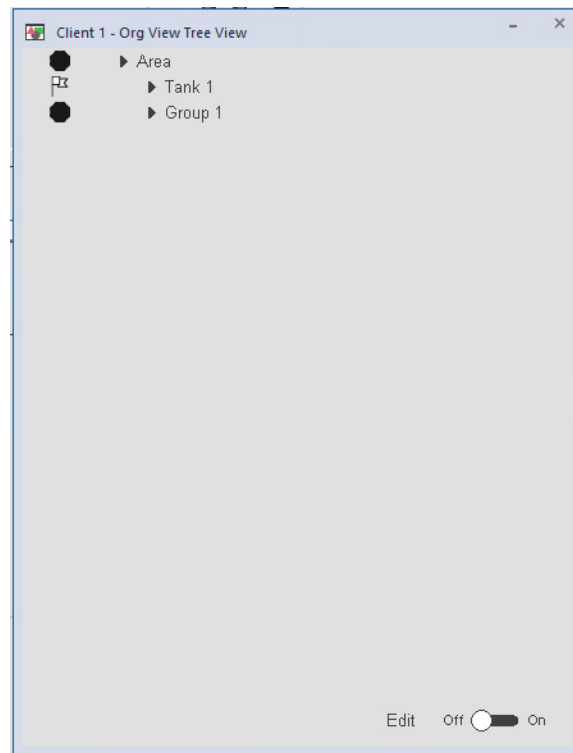 Client 1 - Org View Tree View
Area
Tank 1
Group 1
Edit Off On